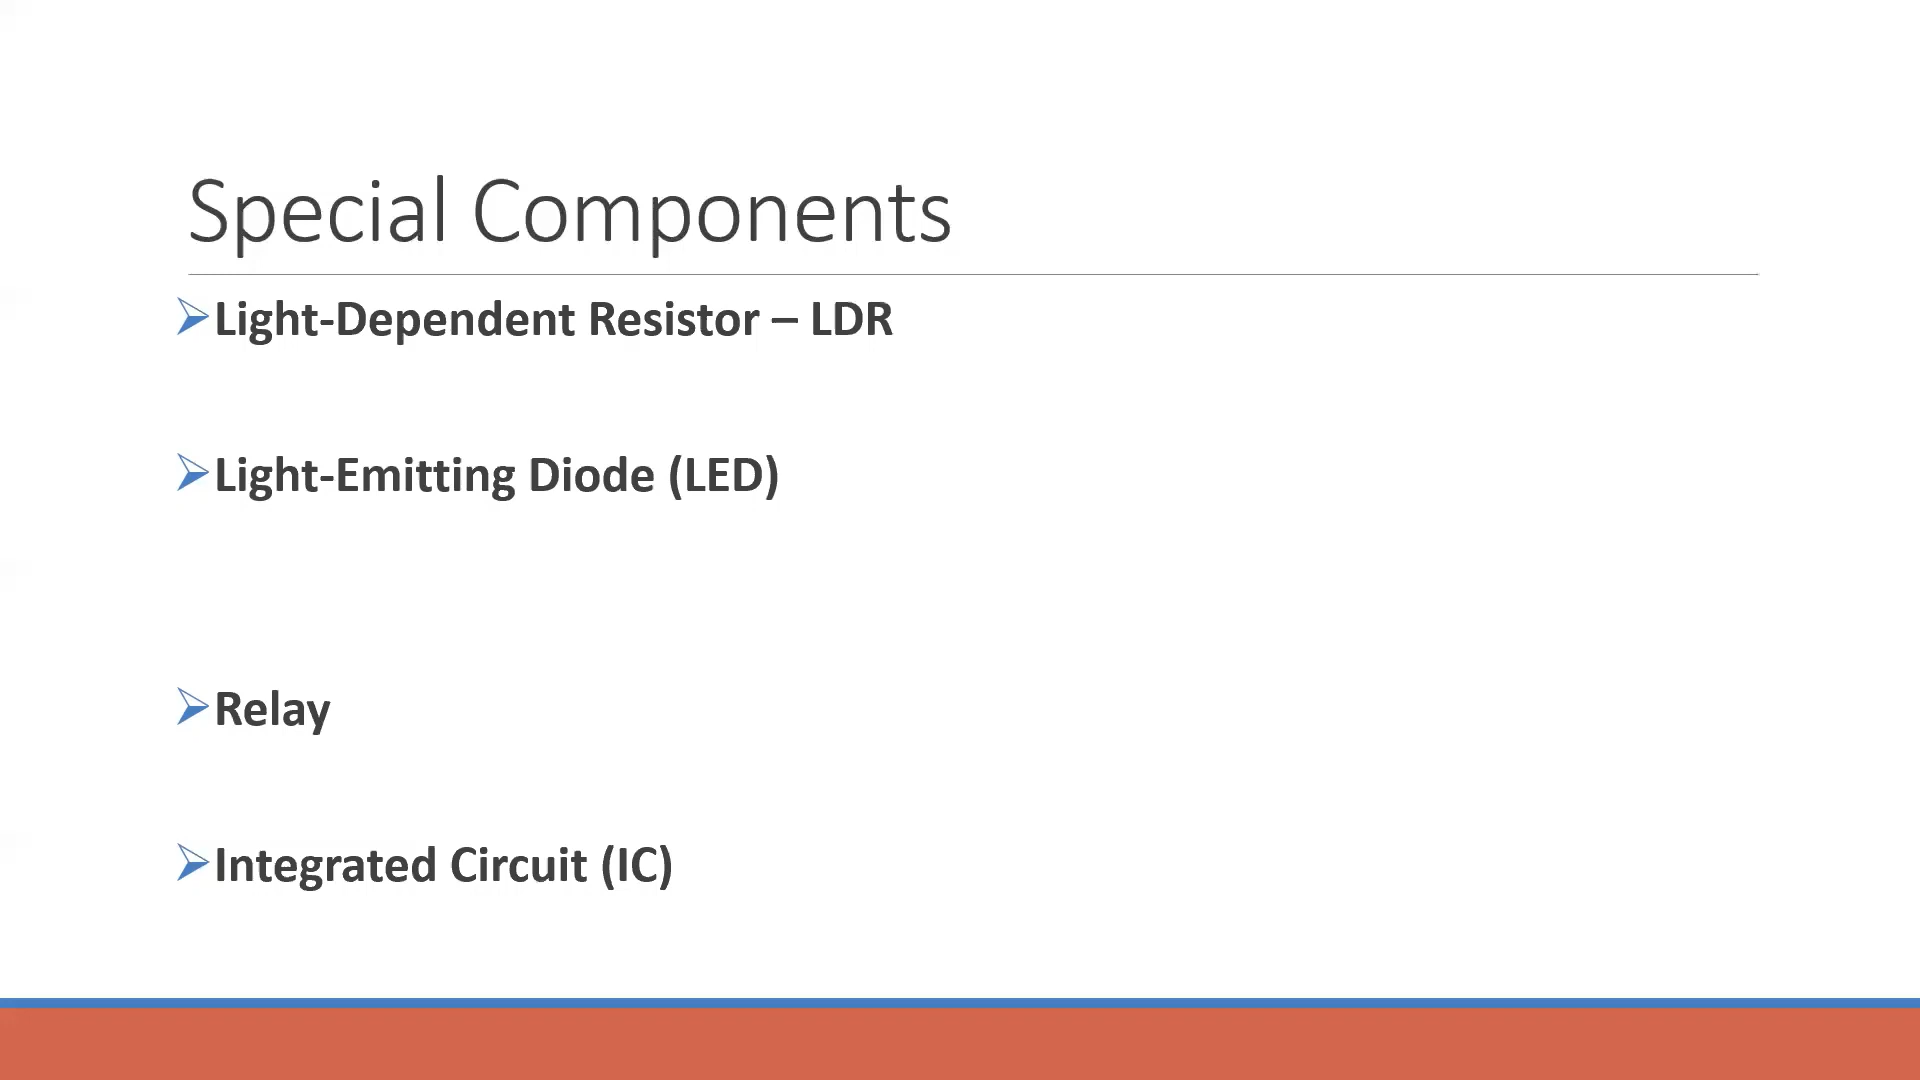 Special Components
Light-Dependent Resistor – LDR
Light-Emitting Diode (LED)
Relay
Integrated Circuit (IC)